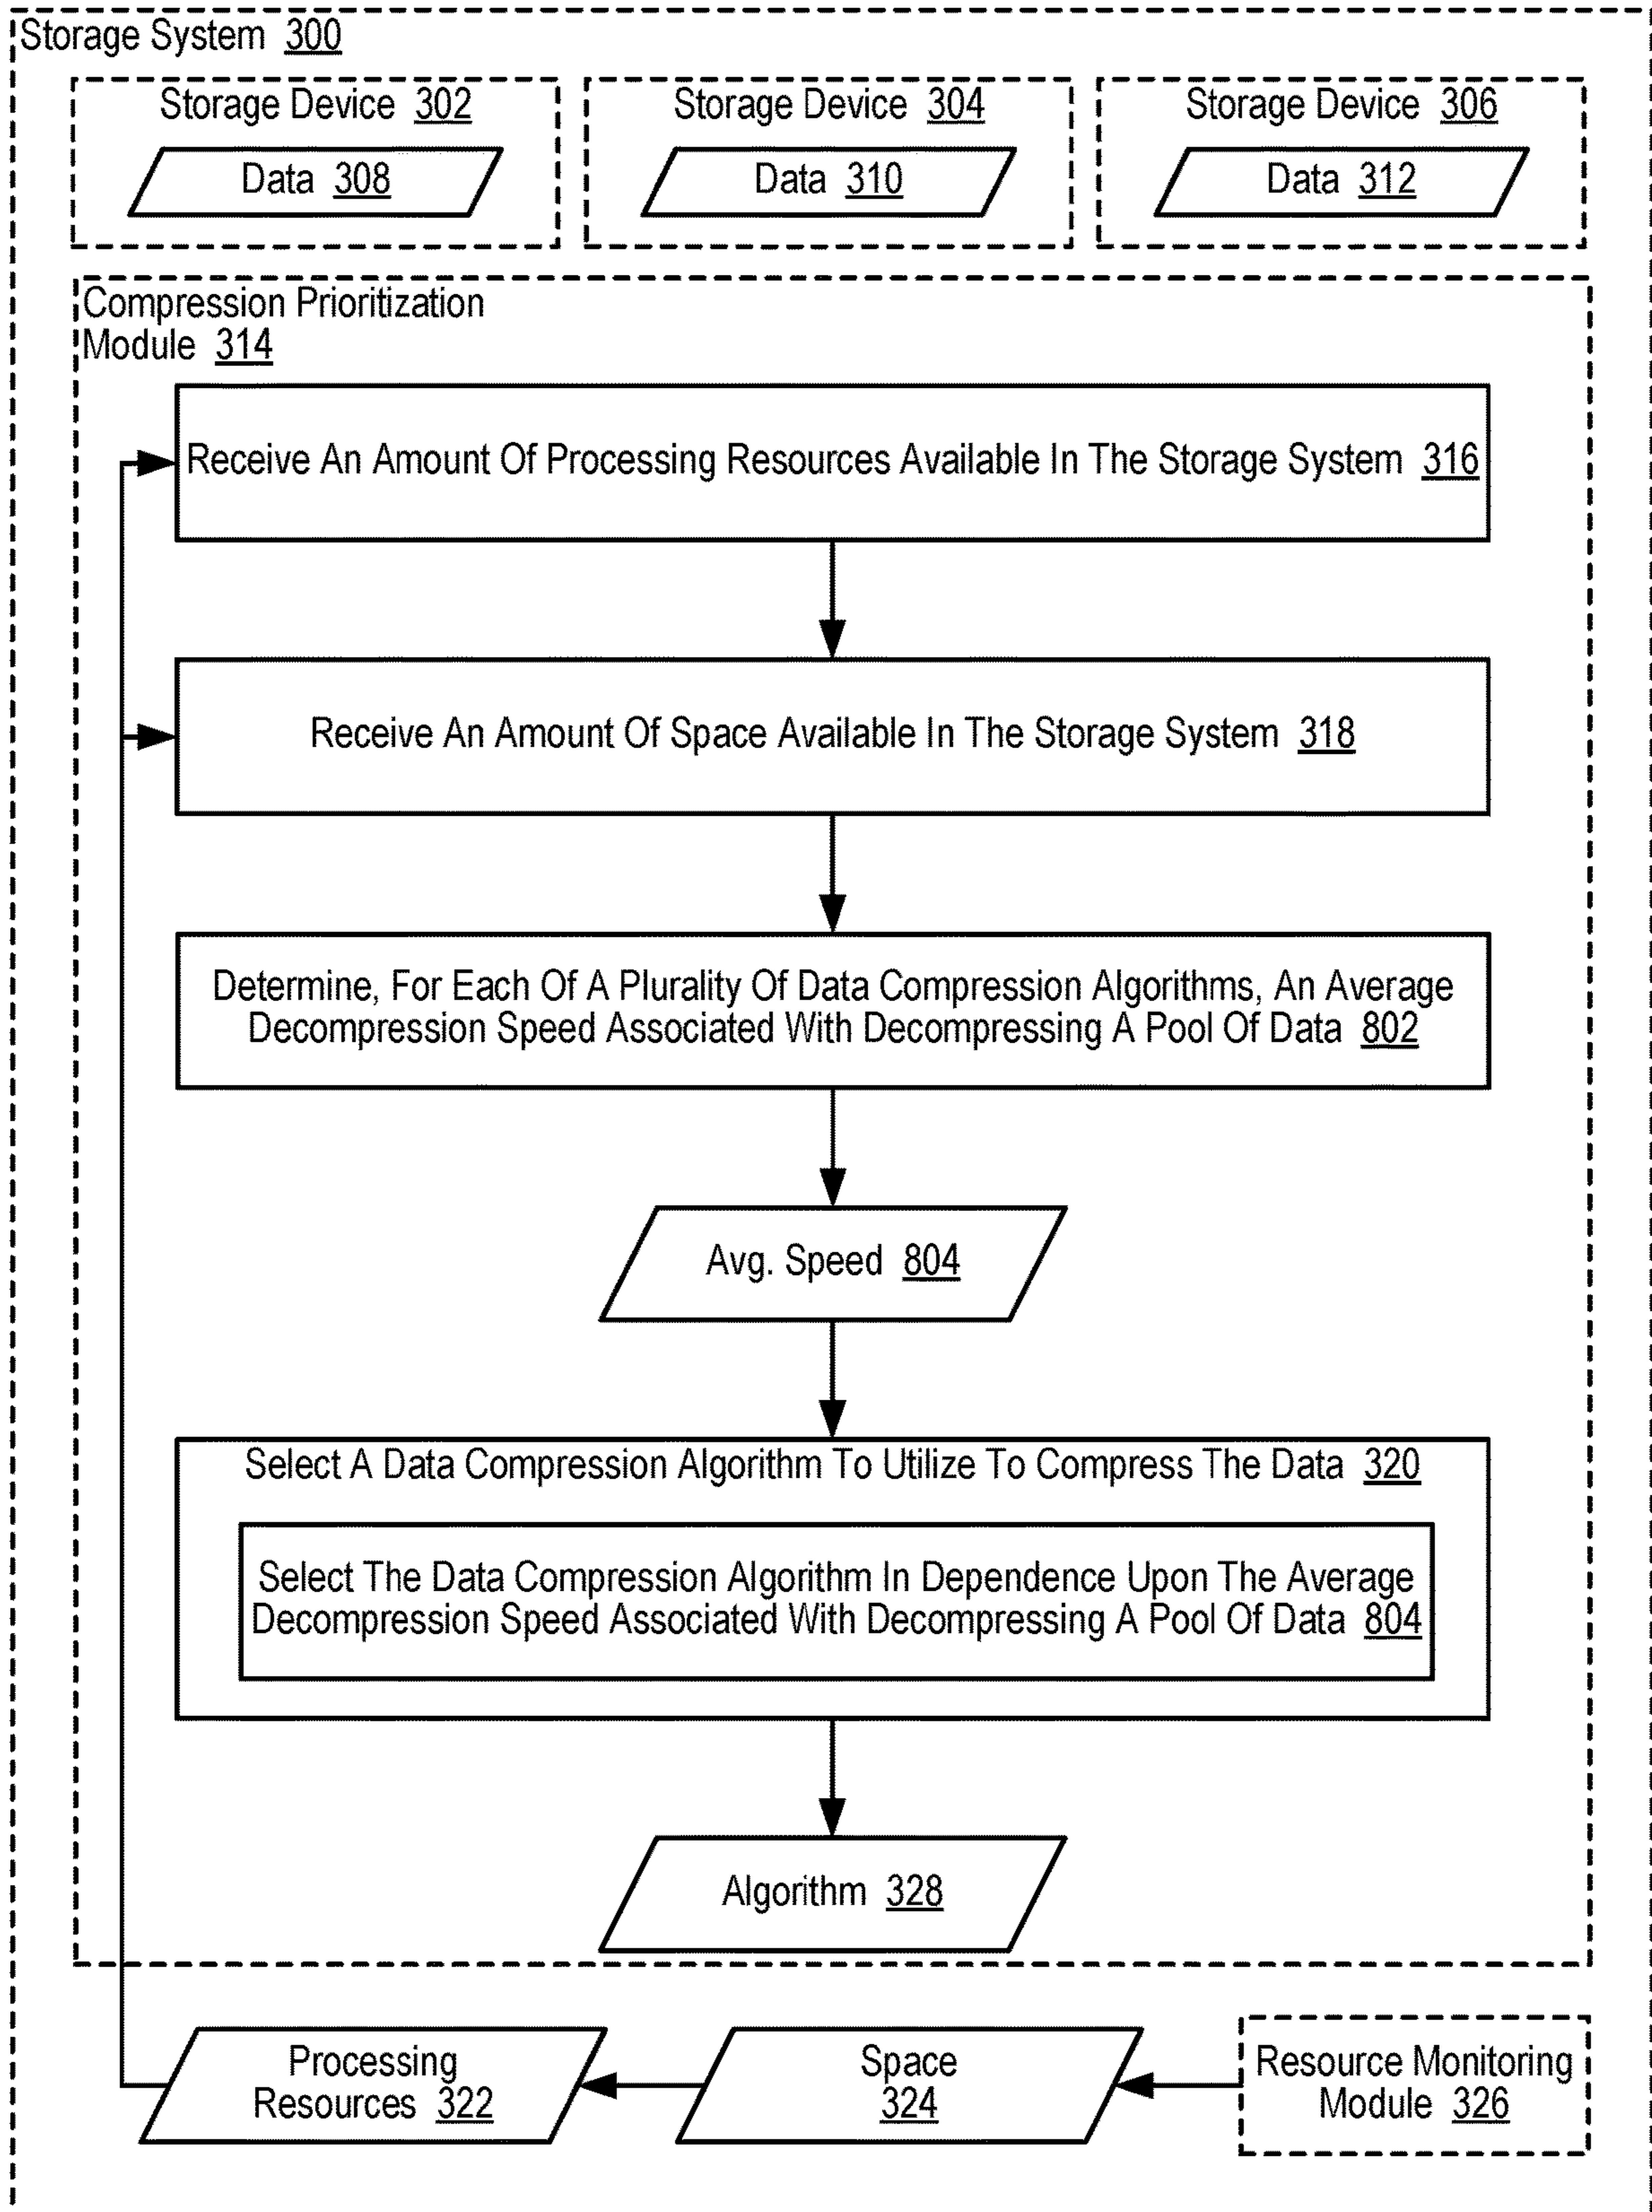 Storage System 300
Storage Device 302
Data 308
Storage Device 304
Data 310
Storage Device 306
Data 312
Compression Prioritization
Module 314
Receive An Amount Of Processing Resources Available In The Storage System 316
Receive An Amount Of Space Available In The Storage System 318
Determine, For Each Of A Plurality Of Data Compression Algorithms, An Average
Decompression Speed Associated With Decompressing A Pool Of Data 802
Avg. Speed 804
Select A Data Compression Algorithm To Utilize To Compress The Data 320
Select The Data Compression Algorithm In Dependence Upon The Average
Decompression Speed Associated With Decompressing A Pool Of Data 804
Algorithm 328
Processing
Resources 322
Space
324
Resource Monitoring
Module 326